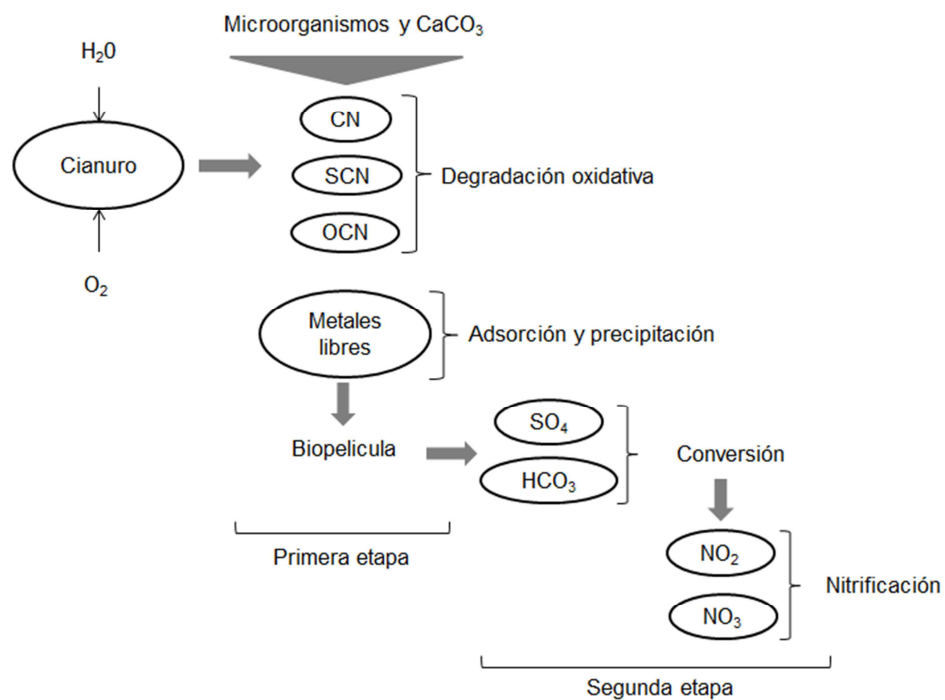 Microorganismos y CaCO₃
H₂0
Cianuro
O₂
CN
SCN
OCN
Degradación oxidativa
Metales
libres
Adsorción y precipitación
Biopelicula
SO₄
HCO₃
Conversión
Primera etapa
NO₂
NO₃
Nitrificación
Segunda etapa